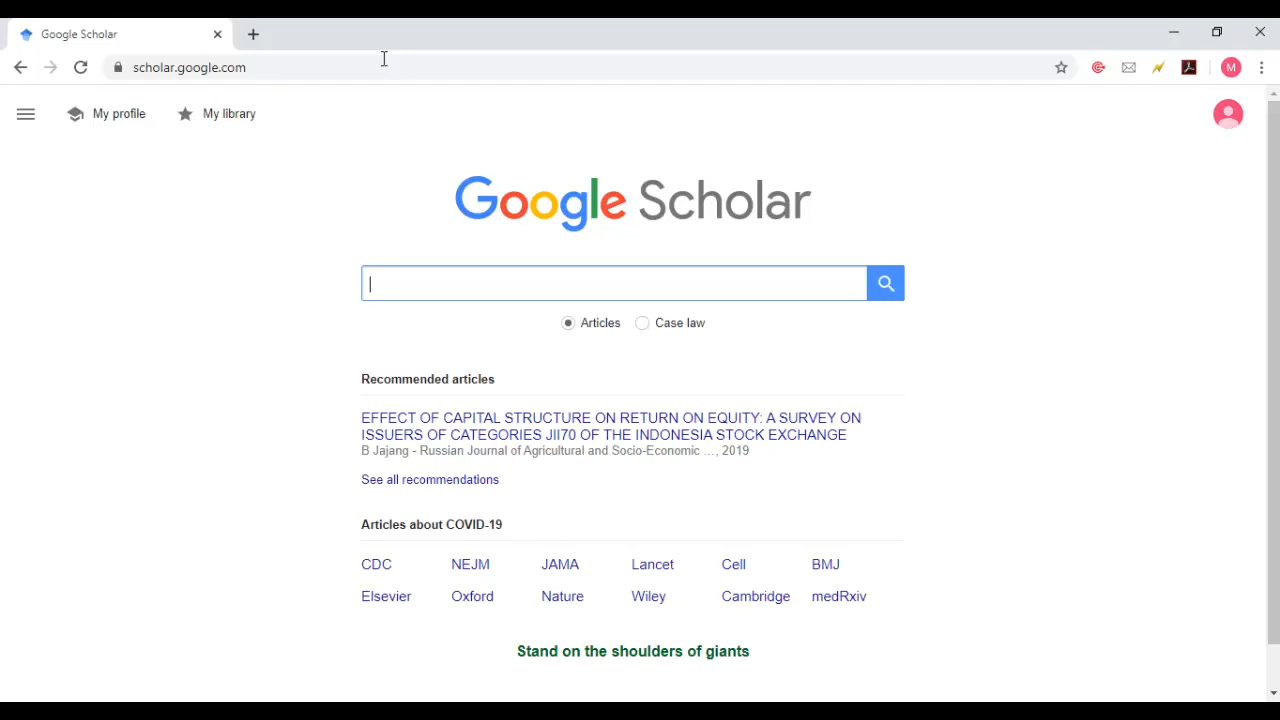 Google Scholar
scholar.google.com
M
My profile
My library
Google Scholar
Articles
Case law
Recommended articles
EFFECT OF CAPITAL STRUCTURE ON RETURN ON EQUITY: A SURVEY ON
ISSUERS OF CATEGORIES JII70 OF THE INDONESIA STOCK EXCHANGE
B Jajang - Russian Journal of Agricultural and Socio-Economic …, 2019
See all recommendations
Articles about COVID-19
CDC NEJM JAMA Lancet Cell BMJ
Elsevier Oxford Nature Wiley Cambridge medRxiv
Stand on the shoulders of giants